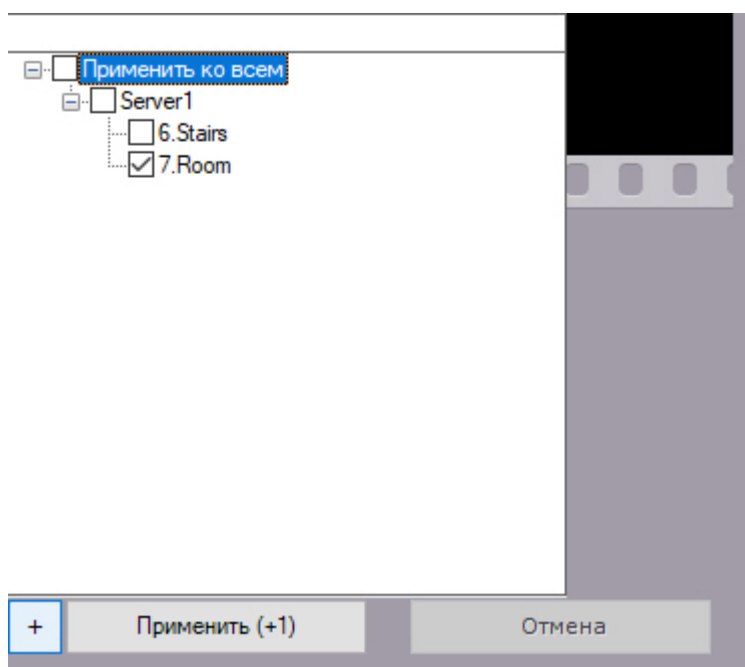 Применить ко всем
Server1
6.Stairs
7.Room
+ Применить (+1) Отмена